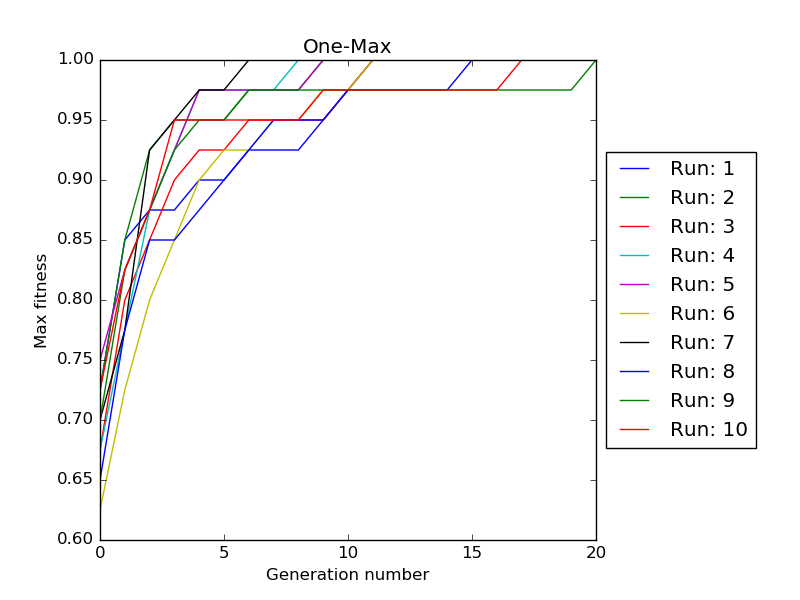 One-Max
1.00
0.95
0.90
0.85
0.80
0.75
0.70
0.65
0.60
Max fitness
0
5
10
15
20
Generation number
Run: 1
Run: 2
Run: 3
Run: 4
Run: 5
Run: 6
Run: 7
Run: 8
Run: 9
Run: 10